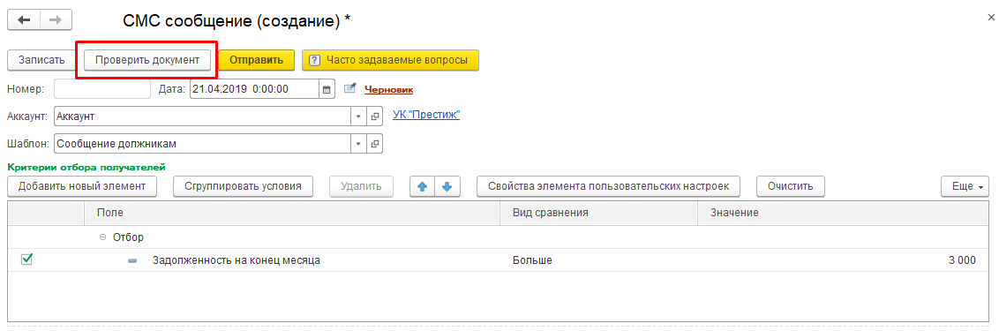 СМС сообщение (создание) *
Записать Проверить документ Отправить ? Часто задаваемые вопросы
Номер: Дата: 21.04.2019 0:00:00 Черновик
Аккаунт: Аккаунт УК "Престиж"
Шаблон: Сообщение должникам
Критерии отбора получателей
Добавить новый элемент Сгруппировать условия Удалить Свойства элемента пользовательских настроек Очистить Еще
Поле Вид сравнения Значение
Отбор
Задолженность на конец месяца Больше 3 000